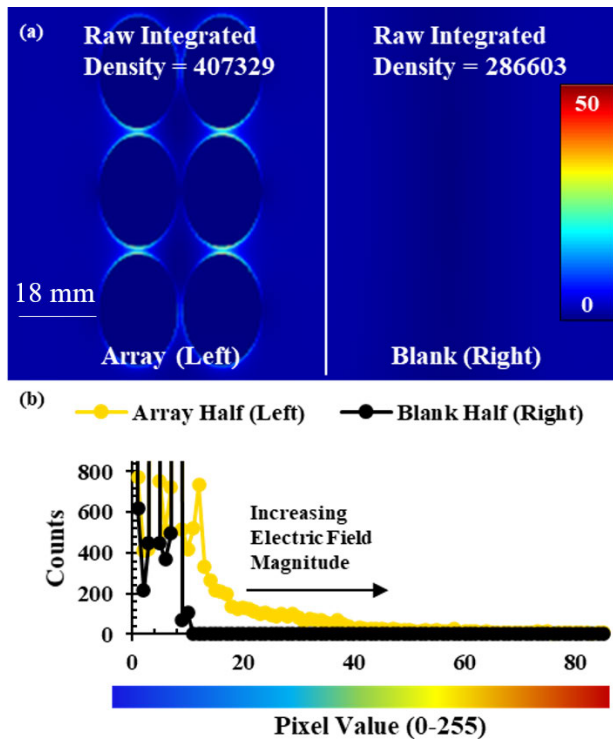 (a)
Raw Integrated
Density = 407329
Raw Integrated
Density = 286603
50
0
18 mm
Array (Left)
Blank (Right)
(b)
Array Half (Left)
Blank Half (Right)
Counts
800
600
400
200
0
Increasing
Electric Field
Magnitude
0 20 40 60 80
Pixel Value (0-255)